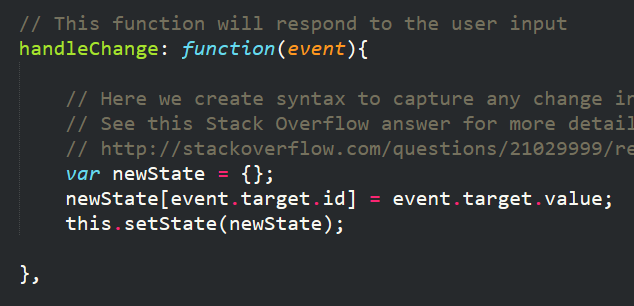 // This function will respond to the user input
handleChange: function(event){
// Here we create syntax to capture any change in
// See this Stack Overflow answer for more detail
// http://stackoverflow.com/questions/21029999/re
var newState = {};
newState[event.target.id] = event.target.value;
this.setState(newState);
},